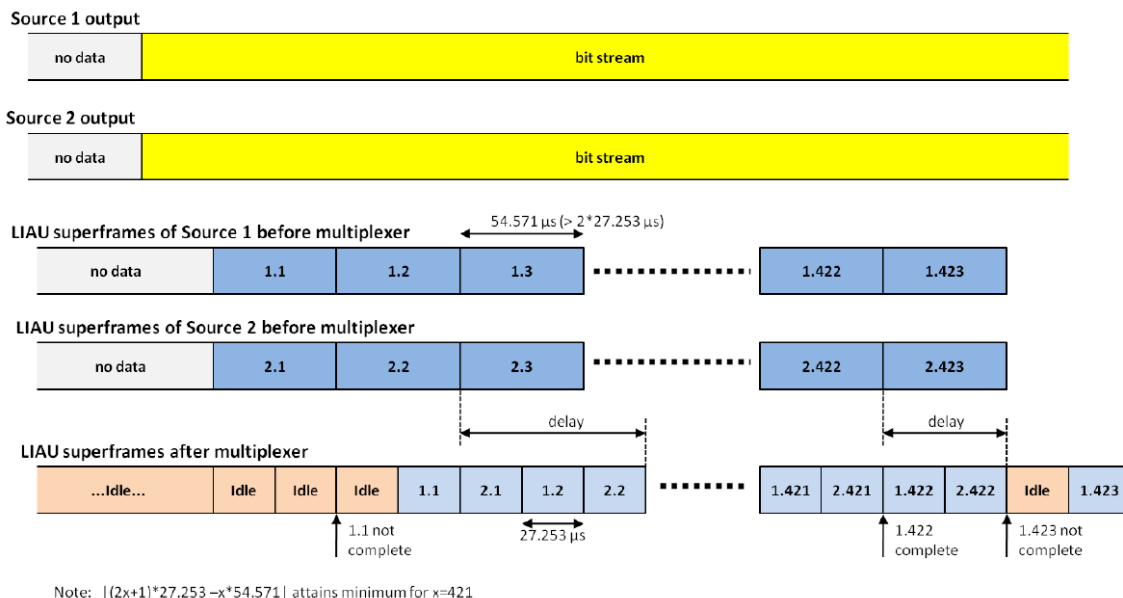 Source 1 output
no data bit stream
Source 2 output
no data bit stream
54.571 µs (> 2*27.253 µs)
LIAU superframes of Source 1 before multiplexer
no data 1.1 1.2 1.3 1.422 1.423
LIAU superframes of Source 2 before multiplexer
no data 2.1 2.2 2.3 2.422 2.423
delay delay
LIAU superframes after multiplexer
...Idle... Idle Idle Idle 1.1 2.1 1.2 2.2 1.421 2.421 1.422 2.422 Idle 1.423
1.1 not complete
27.253 µs
1.422 complete
1.423 not complete
Note: |(2x+1)*27.253 –x*54.571| attains minimum for x=421